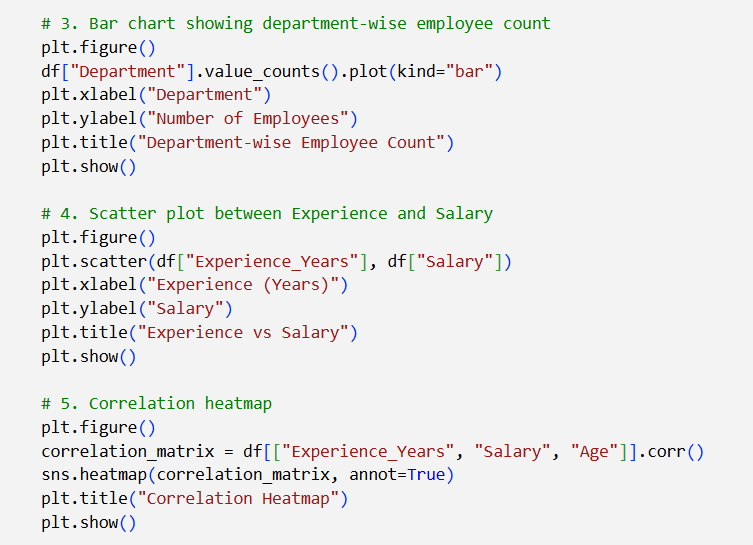 # 3. Bar chart showing department-wise employee count
plt.figure()
df["Department"].value_counts().plot(kind="bar")
plt.xlabel("Department")
plt.ylabel("Number of Employees")
plt.title("Department-wise Employee Count")
plt.show()

# 4. Scatter plot between Experience and Salary
plt.figure()
plt.scatter(df["Experience_Years"], df["Salary"])
plt.xlabel("Experience (Years)")
plt.ylabel("Salary")
plt.title("Experience vs Salary")
plt.show()

# 5. Correlation heatmap
plt.figure()
correlation_matrix = df[["Experience_Years", "Salary", "Age"]].corr()
sns.heatmap(correlation_matrix, annot=True)
plt.title("Correlation Heatmap")
plt.show()